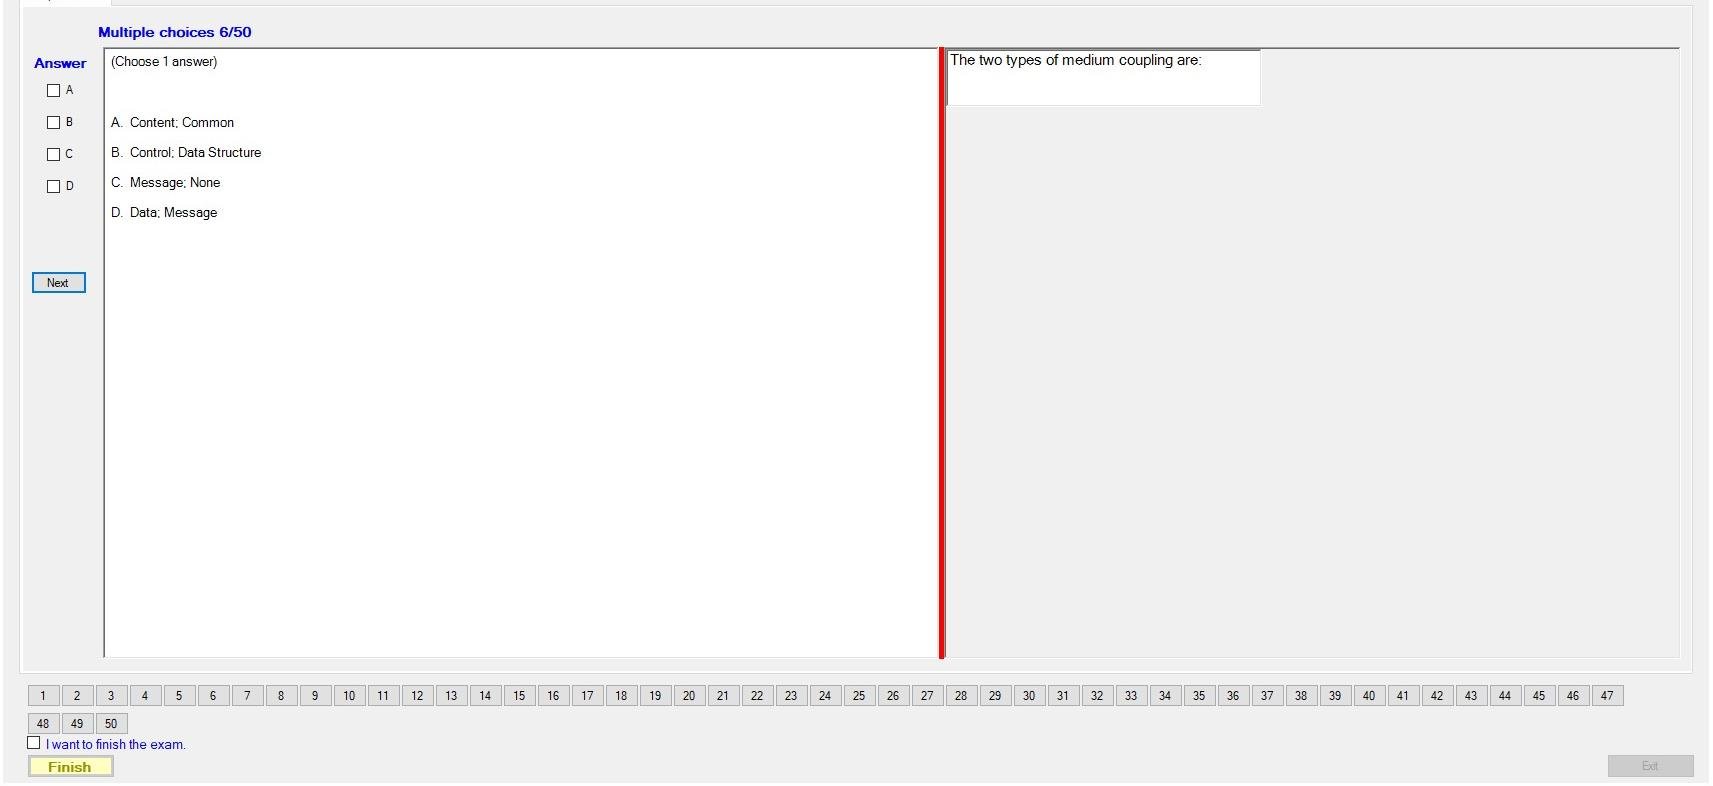 Multiple choices 6/50
Answer
A
B
C
D
Next
(Choose 1 answer)
A. Content; Common
B. Control; Data Structure
C. Message; None
D. Data; Message
The two types of medium coupling are:
1 2 3 4 5 6 7 8 9 10 11 12 13 14 15 16 17 18 19 20 21 22 23 24 25 26 27 28 29 30 31 32 33 34 35 36 37 38 39 40 41 42 43 44 45 46 47
48 49 50
I want to finish the exam.
Finish
Exit